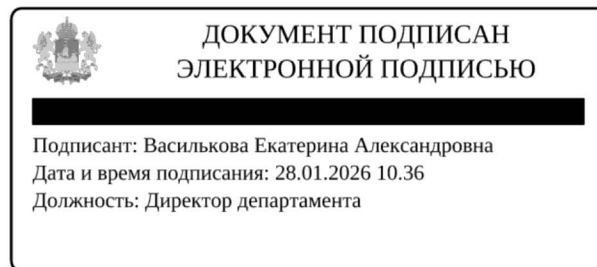 ДОКУМЕНТ ПОДПИСАН
ЭЛЕКТРОННОЙ ПОДПИСЬЮ
Подписант: Василькова Екатерина Александровна
Дата и время подписания: 28.01.2026 10.36
Должность: Директор департамента